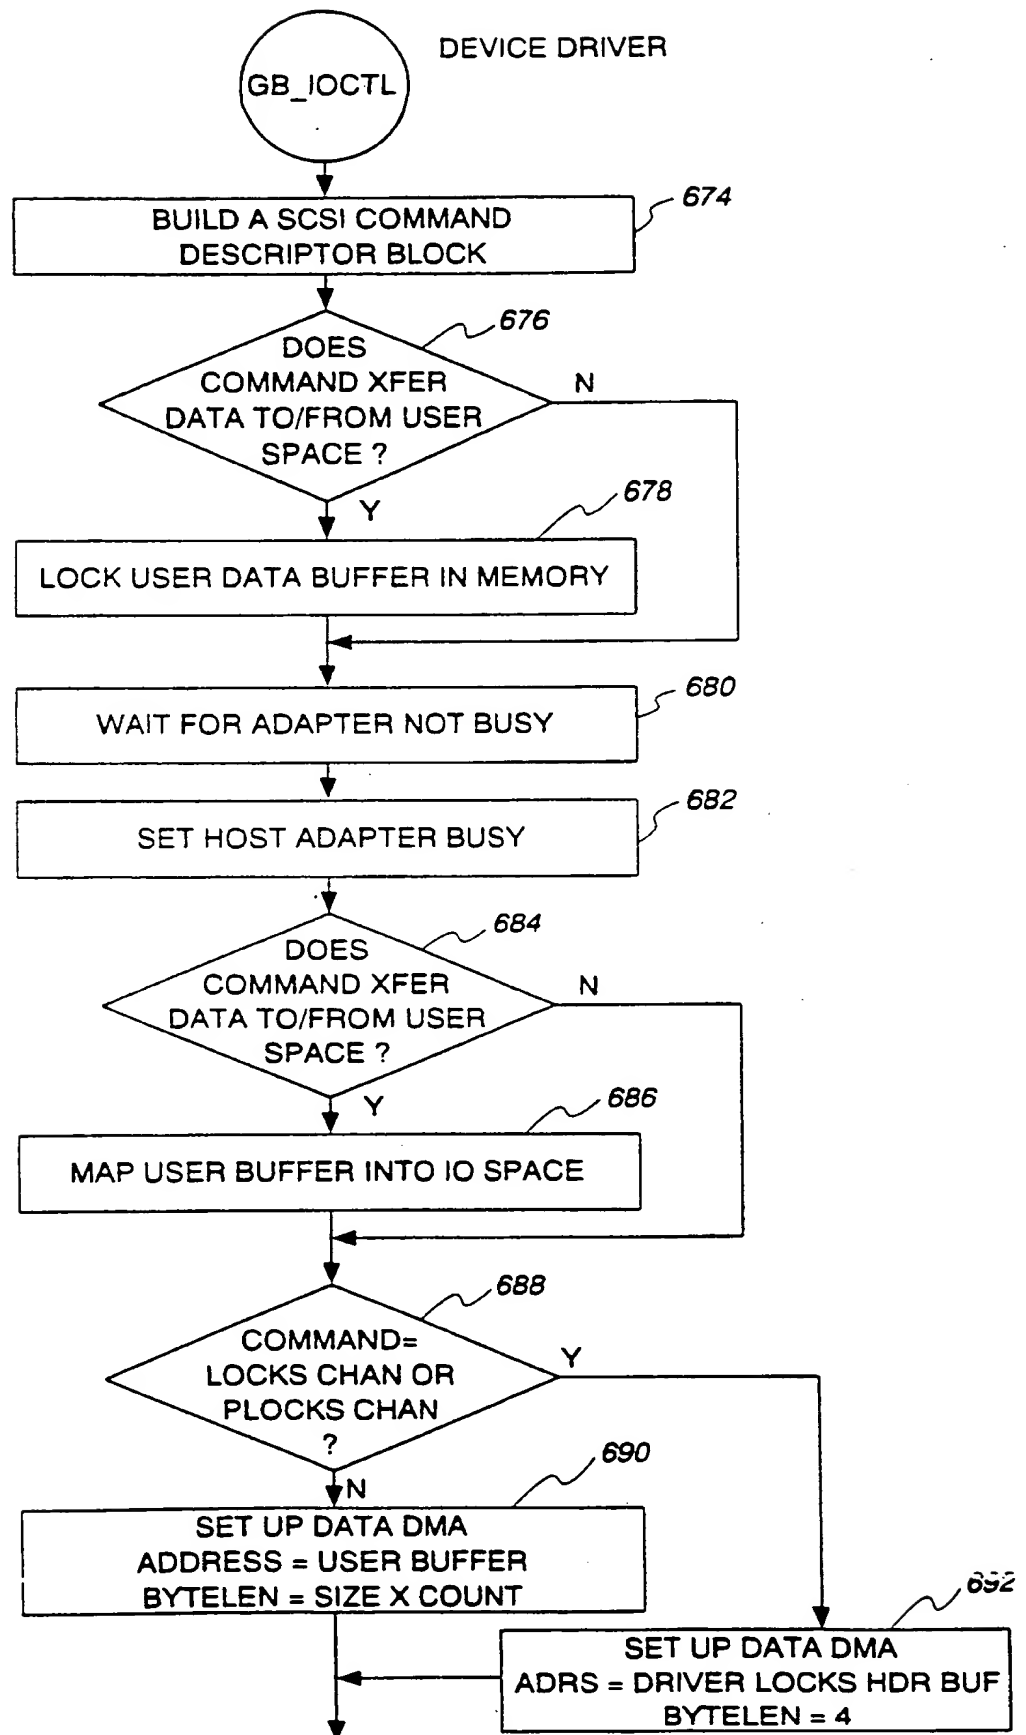 DEVICE DRIVER
GB_IOCTL
674
BUILD A SCSI COMMAND
DESCRIPTOR BLOCK
676
DOES
COMMAND XFER
DATA TO/FROM USER
SPACE ?
N
Y
678
LOCK USER DATA BUFFER IN MEMORY
680
WAIT FOR ADAPTER NOT BUSY
682
SET HOST ADAPTER BUSY
684
DOES
COMMAND XFER
DATA TO/FROM USER
SPACE ?
N
Y
686
MAP USER BUFFER INTO IO SPACE
688
COMMAND=
LOCKS CHAN OR
PLOCKS CHAN
?
Y
N
690
SET UP DATA DMA
ADDRESS = USER BUFFER
BYTELEN = SIZE X COUNT
692
SET UP DATA DMA
ADRS = DRIVER LOCKS HDR BUF
BYTELEN = 4